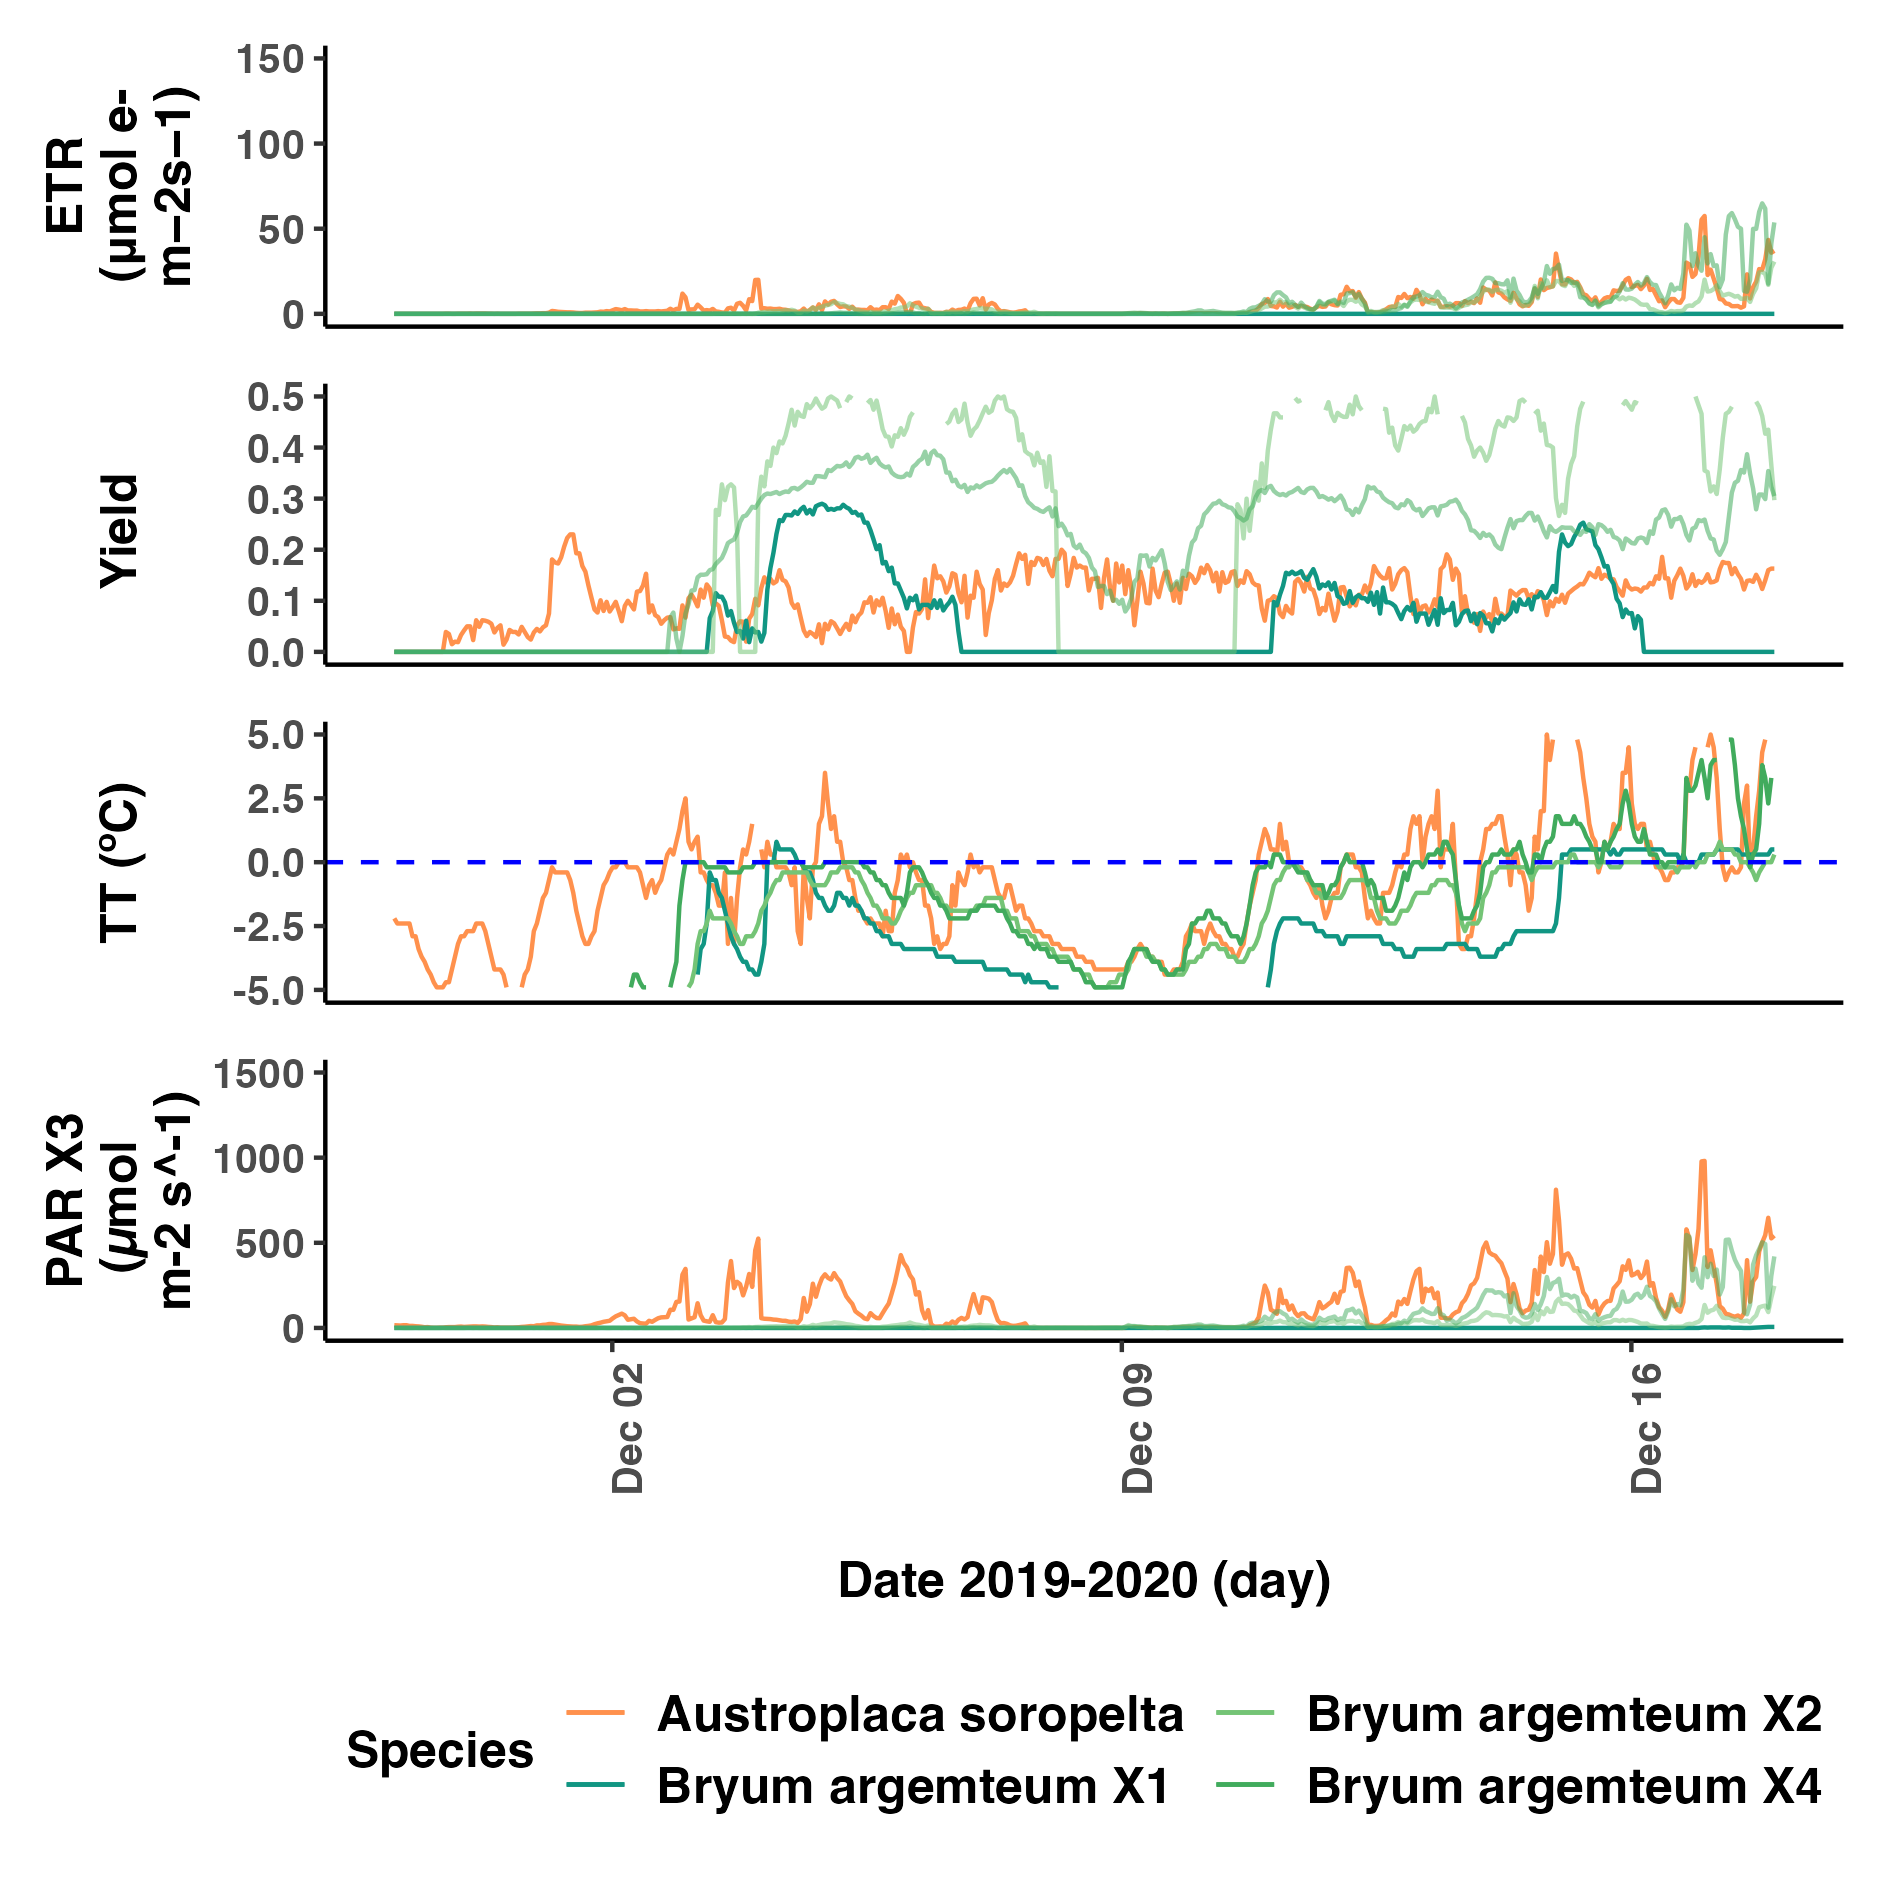 ETR
(µmol e-
m−2s−1)
150
100
50
0
Yield
0.5
0.4
0.3
0.2
0.1
0.0
TT (ºC)
5.0
2.5
0.0
-2.5
-5.0
PAR X3
(µmol
m-2 s^-1)
1500
1000
500
0
Dec 02
Dec 09
Dec 16
Date 2019-2020 (day)
Species
Austroplaca soropelta
Bryum argemteum X2
Bryum argemteum X1
Bryum argemteum X4